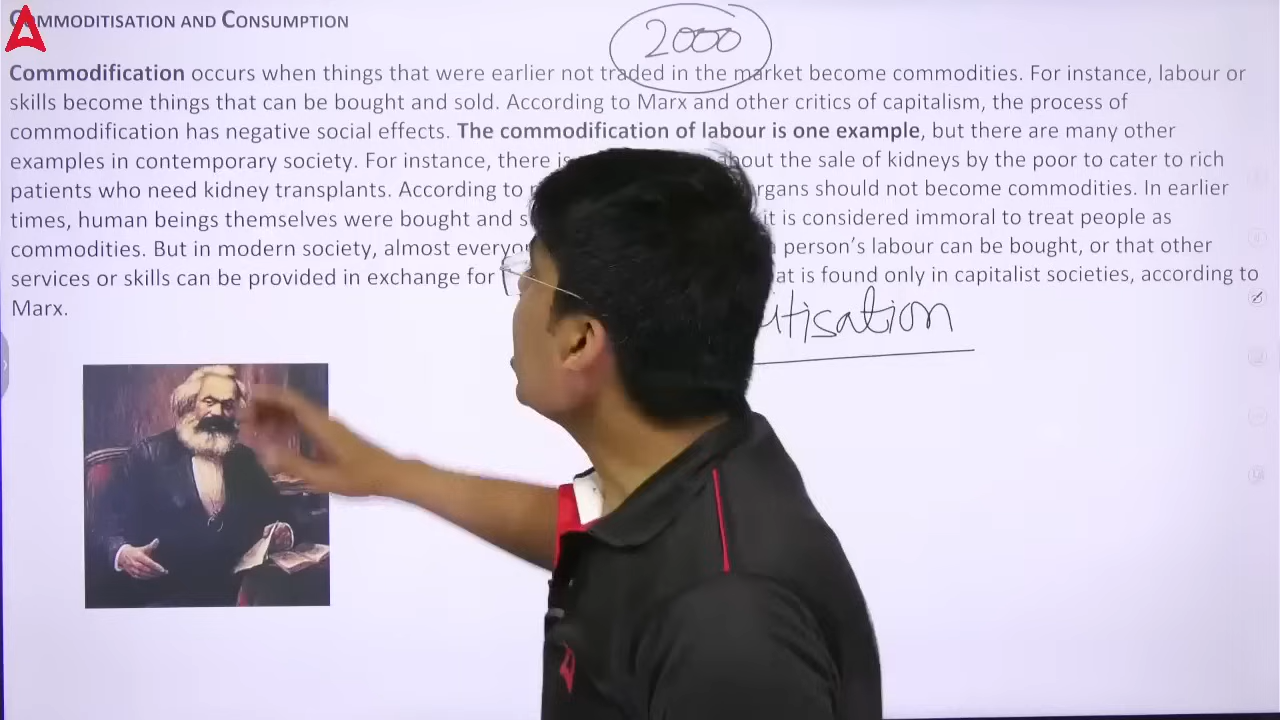 COMMODITISATION AND CONSUMPTION
2000
Commodification occurs when things that were earlier not traded in the market become commodities. For instance, labour or
skills become things that can be bought and sold. According to Marx and other critics of capitalism, the process of
commodification has negative social effects. The commodification of labour is one example, but there are many other
examples in contemporary society. For instance, there is about the sale of kidneys by the poor to cater to rich
patients who need kidney transplants. According to organs should not become commodities. In earlier
times, human beings themselves were bought and it is considered immoral to treat people as
commodities. But in modern society, almost person's labour can be bought, or that other
services or skills can be provided in exchange for is found only in capitalist societies, according to
Marx.
utisation